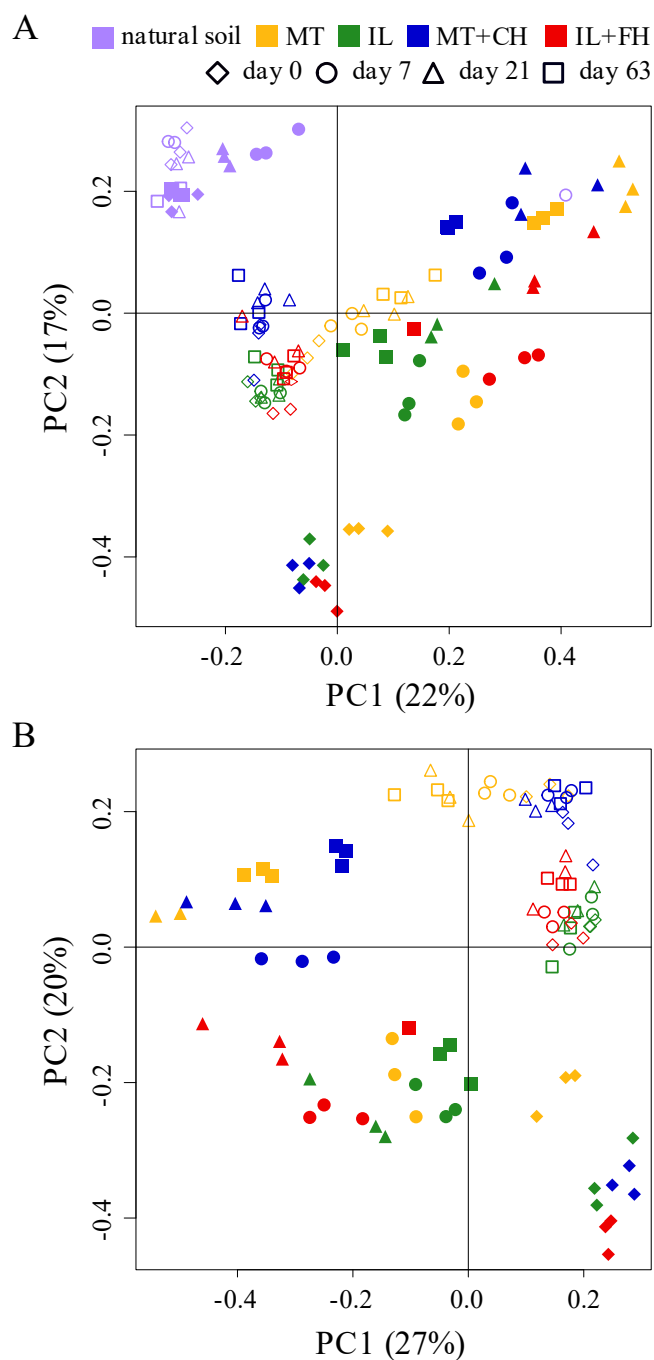 A
natural soil MT IL MT+CH IL+FH
day 0 day 7 day 21 day 63
0.2
0.0
-0.2
-0.4
PC2 (17%)
-0.2 0.0 0.2 0.4
PC1 (22%)
B
0.2
0.0
-0.2
-0.4
PC2 (20%)
-0.4 -0.2 0.0 0.2
PC1 (27%)